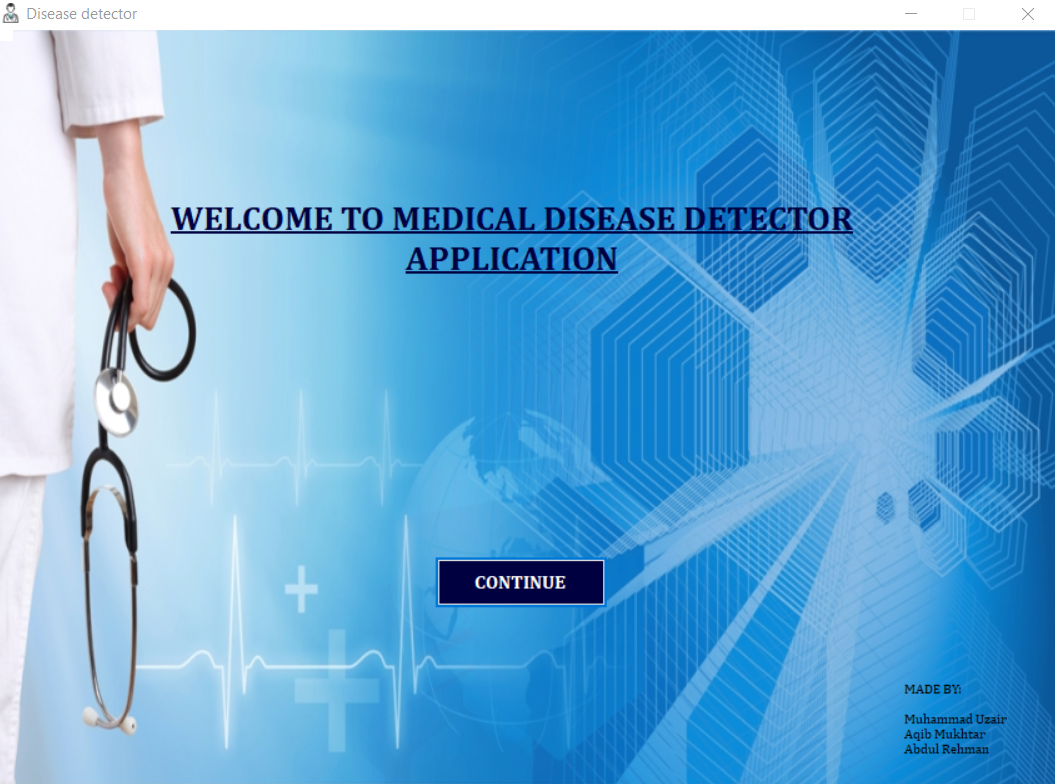 Disease detector
WELCOME TO MEDICAL DISEASE DETECTOR
APPLICATION
CONTINUE
MADE BY:
Muhammad Uzair
Aqib Mukhtar
Abdul Rehman